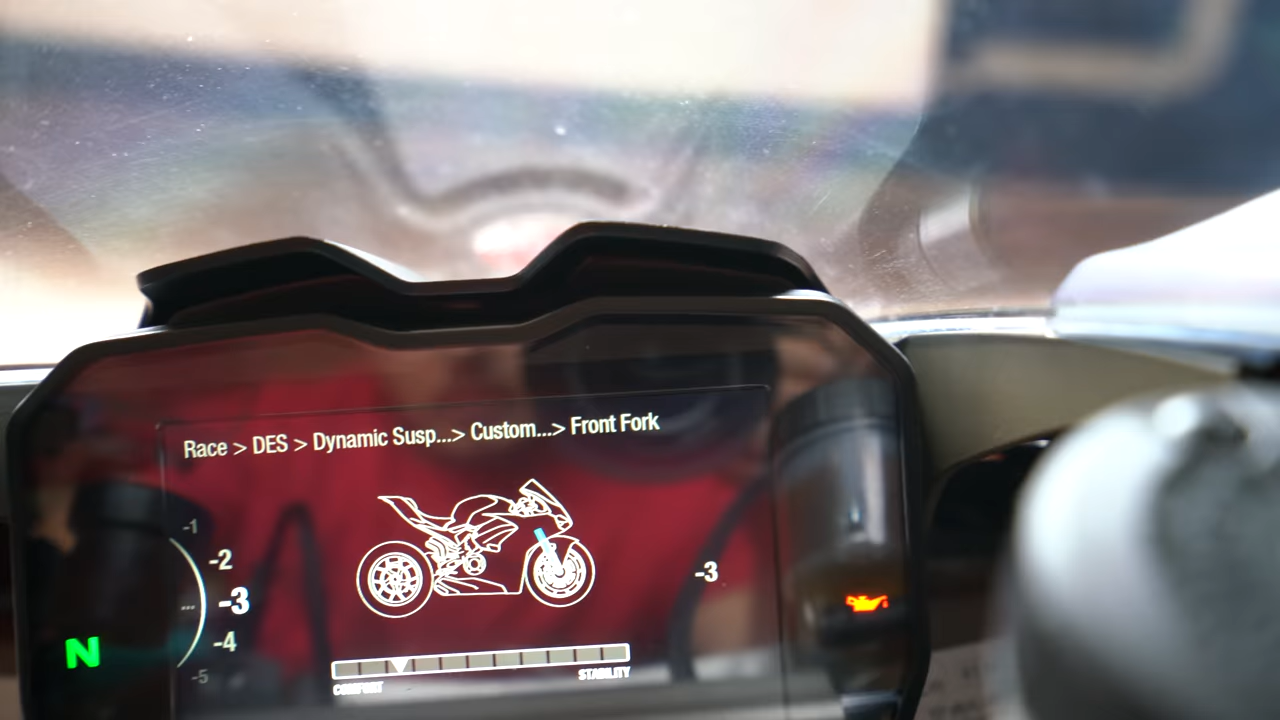 Race > DES > Dynamic Susp...> Custom...> Front Fork
-1
-2
-3
-4
-5
...
-3
N
COMFORT
STABILITY